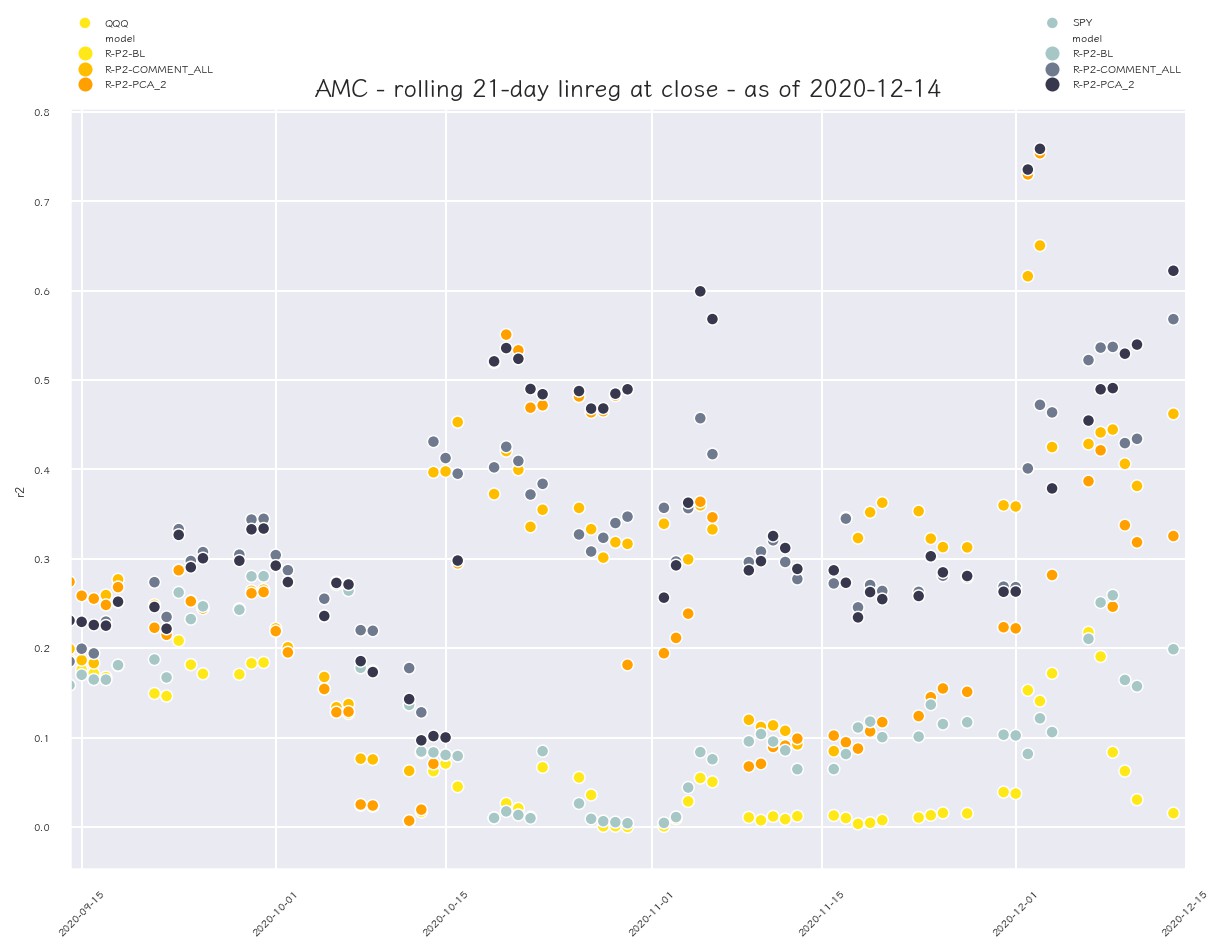 QQQ
model
R-P2-BL
R-P2-COMMENT_ALL
R-P2-PCA_2
SPY
model
R-P2-BL
R-P2-COMMENT_ALL
R-P2-PCA_2
AMC - rolling 21-day linreg at close - as of 2020-12-14
0.8
0.7
0.6
0.5
0.4
0.3
0.2
0.1
0.0
r2
2020-09-15
2020-10-01
2020-10-15
2020-11-01
2020-11-15
2020-12-01
2020-12-15